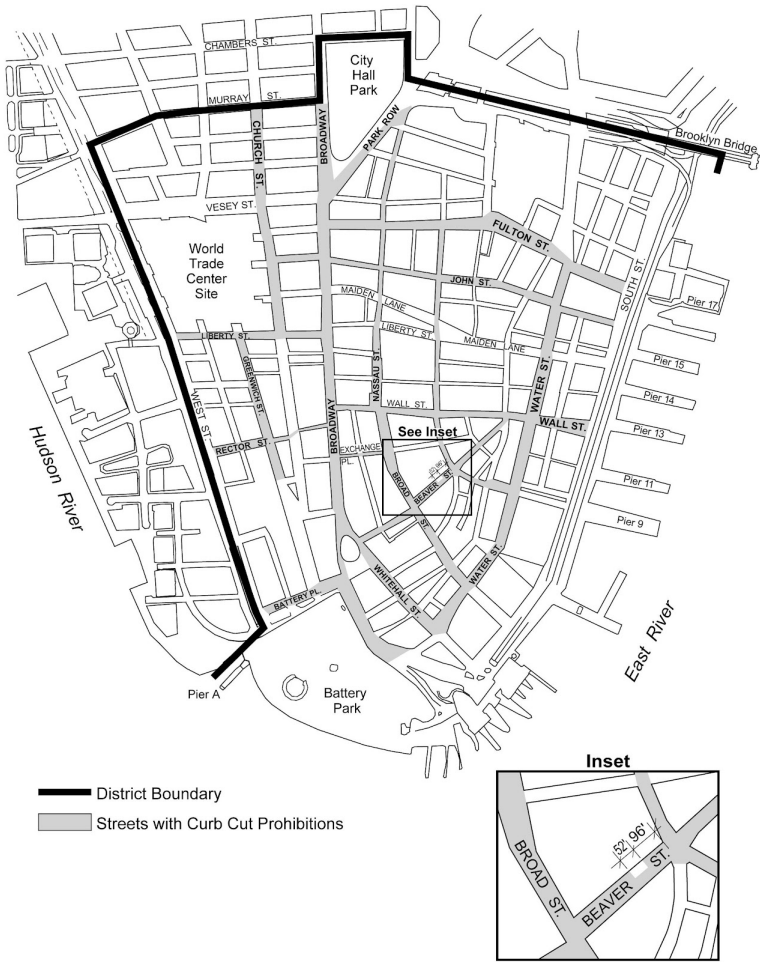 CHAMBERS ST.
City
Hall
Park
MURRAY ST.
CHURCH ST.
BROADWAY
PARK ROW
Brooklyn Bridge
VESEY ST.
World
Trade
Center
Site
FULTON ST.
SOUTH ST.
JOHN ST.
MAIDEN LANE
Pier 17
LIBERTY ST.
LIBERTY ST.
MAIDEN LANE
Pier 15
GREENWICH ST.
NASSAU ST.
WATER ST.
WEST ST.
Pier 14
WALL ST.
WALL ST.
BROADWAY
See Inset
Pier 13
RECTOR ST.
EXCHANGE
PL.
52' 96'
Hudson River
BROAD ST.
BEAVER ST.
Pier 11
Pier 9
WATER ST.
WHITEHALL ST.
BATTERY PL.
East River
Pier A
Battery
Park
Inset
District Boundary
Streets with Curb Cut Prohibitions
52' 96'
BROAD ST.
BEAVER ST.